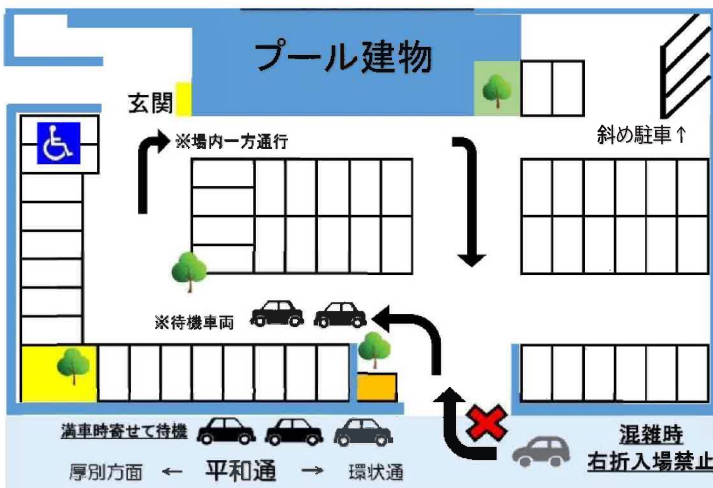 プール建物
玄関
※場内一方通行
斜め駐車↑
※待機車両
満車時寄せて待機
混雑時
右折入場禁止
厚別方面 ← 平和通 → 環状通